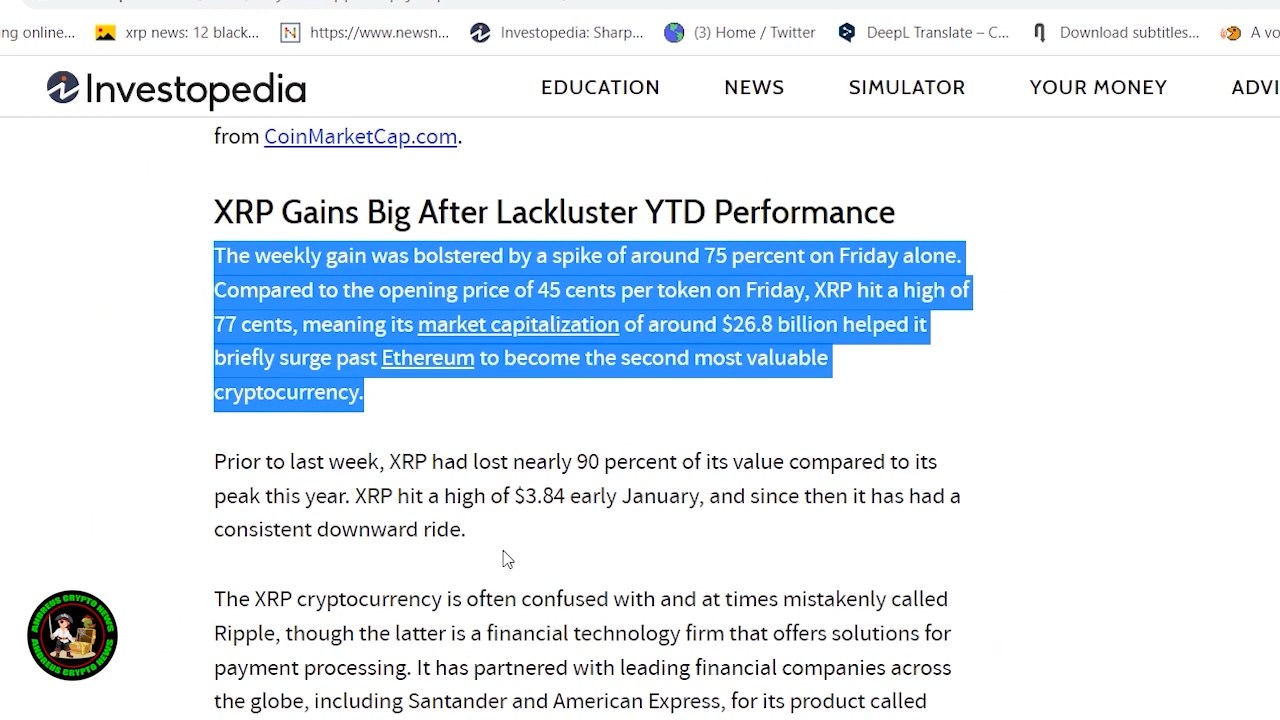 ng online...
xrp news: 12 black...
https://www.newsn...
Investopedia: Sharp...
(3) Home / Twitter
DeepL Translate – C...
Download subtitles...
A vo
Investopedia
EDUCATION
NEWS
SIMULATOR
YOUR MONEY
ADVI
from CoinMarketCap.com.
XRP Gains Big After Lackluster YTD Performance
The weekly gain was bolstered by a spike of around 75 percent on Friday alone.
Compared to the opening price of 45 cents per token on Friday, XRP hit a high of
77 cents, meaning its market capitalization of around $26.8 billion helped it
briefly surge past Ethereum to become the second most valuable
cryptocurrency.
Prior to last week, XRP had lost nearly 90 percent of its value compared to its
peak this year. XRP hit a high of $3.84 early January, and since then it has had a
consistent downward ride.
The XRP cryptocurrency is often confused with and at times mistakenly called
Ripple, though the latter is a financial technology firm that offers solutions for
payment processing. It has partnered with leading financial companies across
the globe, including Santander and American Express, for its product called
ANDREUS CRYPTO NEWS
ANDREUS CRYPTO NEWS